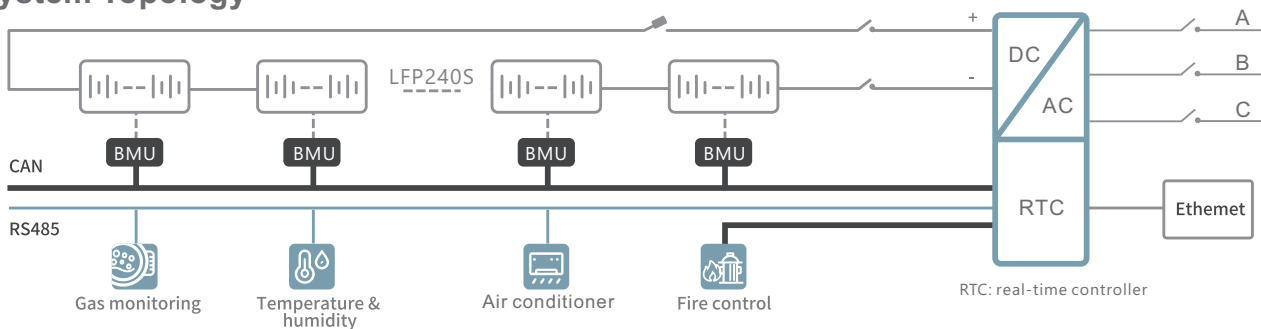 ystem Topology
+
A
DC
B
LFP240S
-
AC
C
BMU
BMU
BMU
BMU
CAN
RTC
Ethemet
RS485
Gas monitoring
Temperature &
humidity
Air conditioner
Fire control
RTC: real-time controller